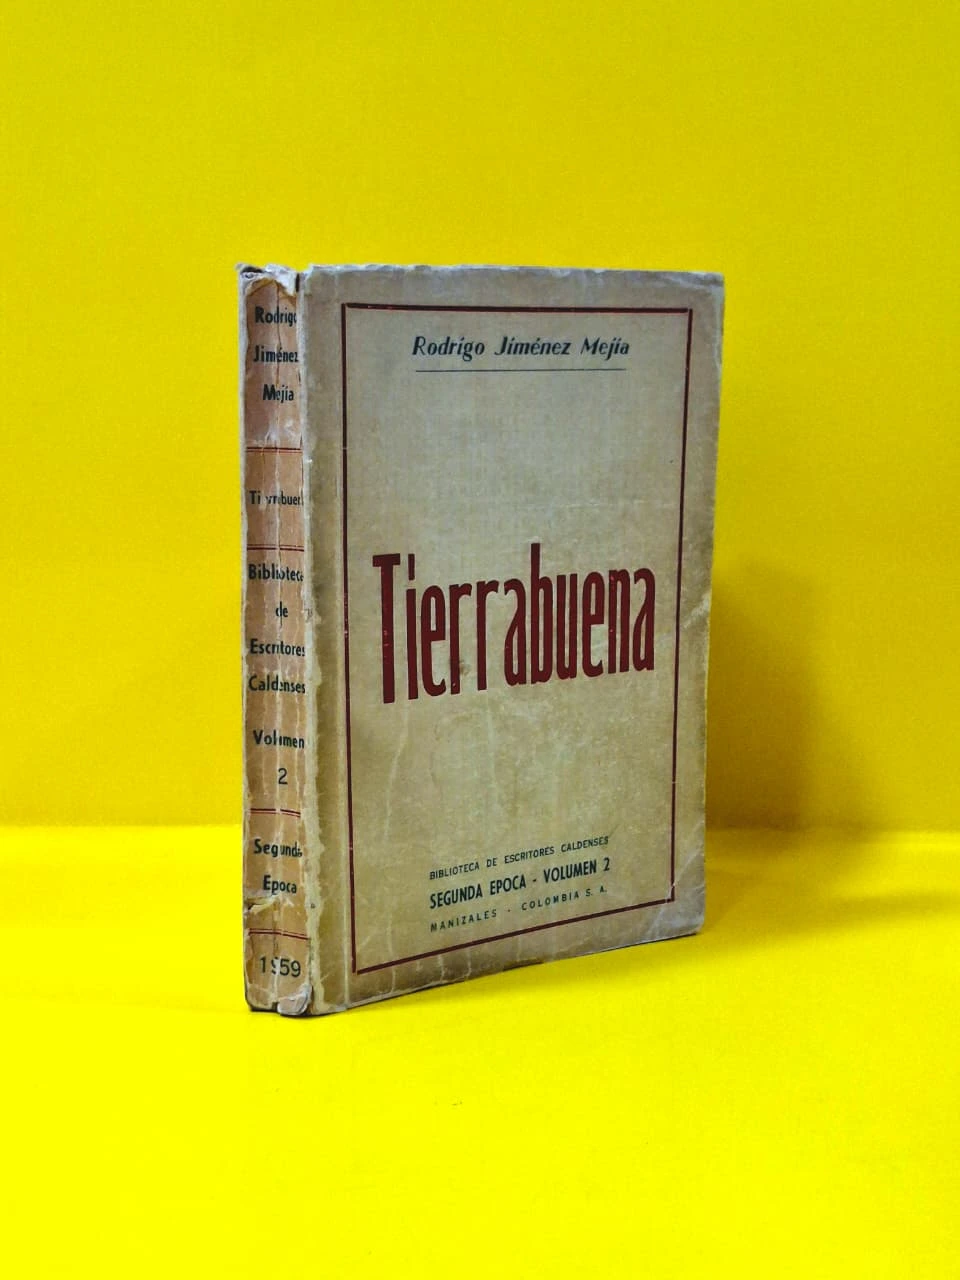 Rodrigo
Jiménez
Mejía
Tierrabuena
Biblioteca
de
Escritores
Caldenses
Volumen
2
Segunda
Epoca
1959
Rodrigo Jiménez Mejía
Tierrabuena
BIBLIOTECA DE ESCRITORES CALDENSES
SEGUNDA EPOCA - VOLUMEN 2
MANIZALES - COLOMBIA S. A.